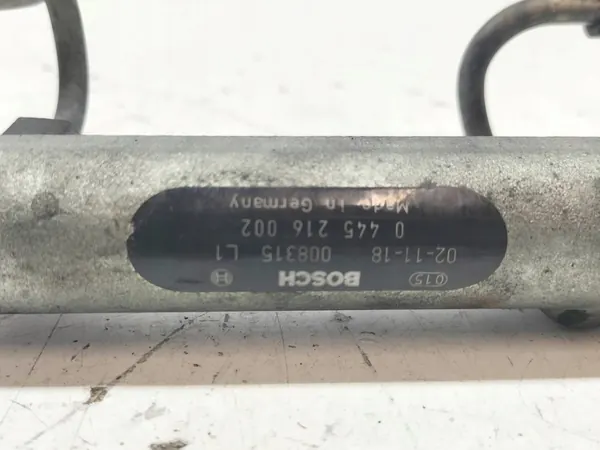 BOSCH
015 02-11-18 008315 L1
0 445 216 002
Made in Germany